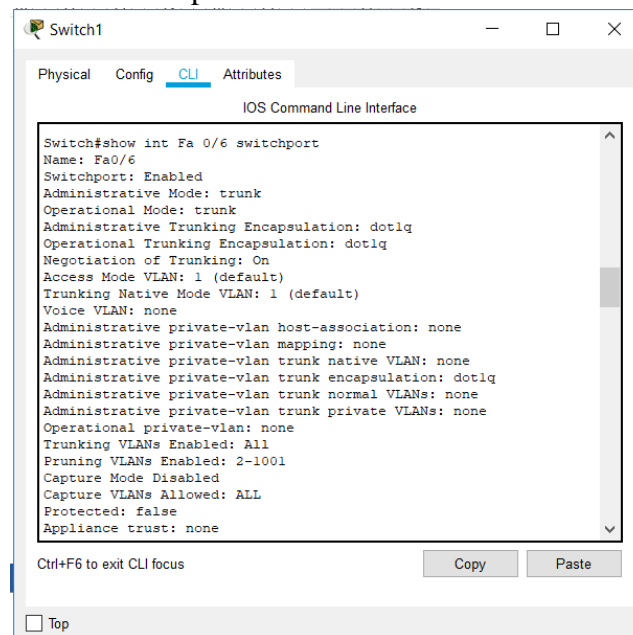 Switch1
Physical Config CLI Attributes
IOS Command Line Interface
Switch#show int Fa 0/6 switchport
Name: Fa0/6
Switchport: Enabled
Administrative Mode: trunk
Operational Mode: trunk
Administrative Trunking Encapsulation: dot1q
Operational Trunking Encapsulation: dot1q
Negotiation of Trunking: On
Access Mode VLAN: 1 (default)
Trunking Native Mode VLAN: 1 (default)
Voice VLAN: none
Administrative private-vlan host-association: none
Administrative private-vlan mapping: none
Administrative private-vlan trunk native VLAN: none
Administrative private-vlan trunk encapsulation: dot1q
Administrative private-vlan trunk normal VLANs: none
Administrative private-vlan trunk private VLANs: none
Operational private-vlan: none
Trunking VLANs Enabled: All
Pruning VLANs Enabled: 2-1001
Capture Mode Disabled
Capture VLANs Allowed: ALL
Protected: false
Appliance trust: none
Ctrl+F6 to exit CLI focus Copy Paste
Top